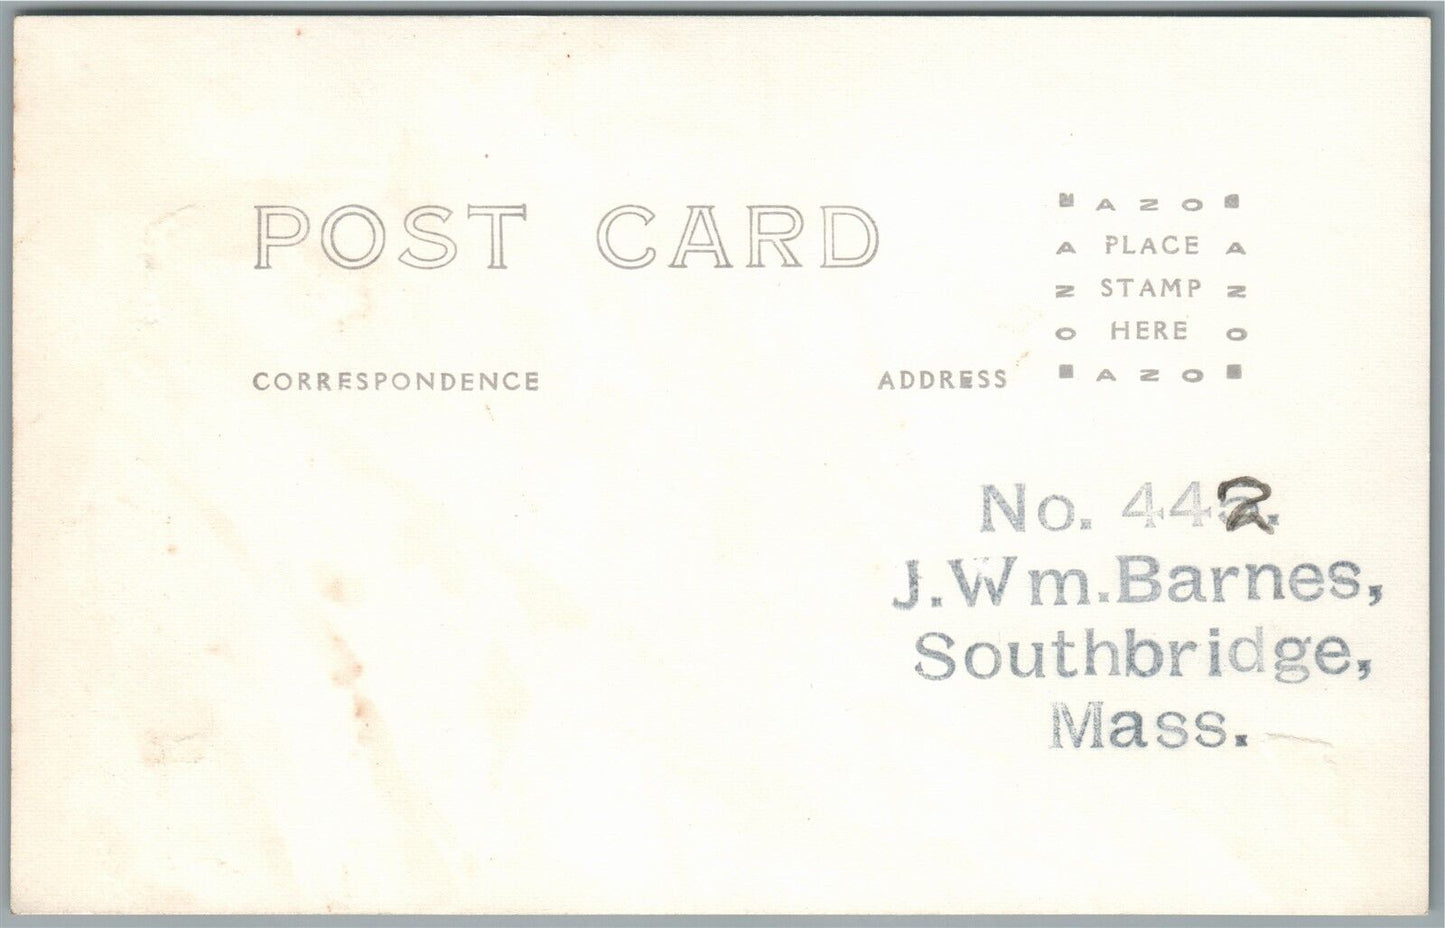 POST CARD
AZO
A PLACE A
Z STAMP Z
O HERE O
AZO
CORRESPONDENCE
ADDRESS
No. 442.
J.Wm.Barnes,
Southbridge,
Mass.